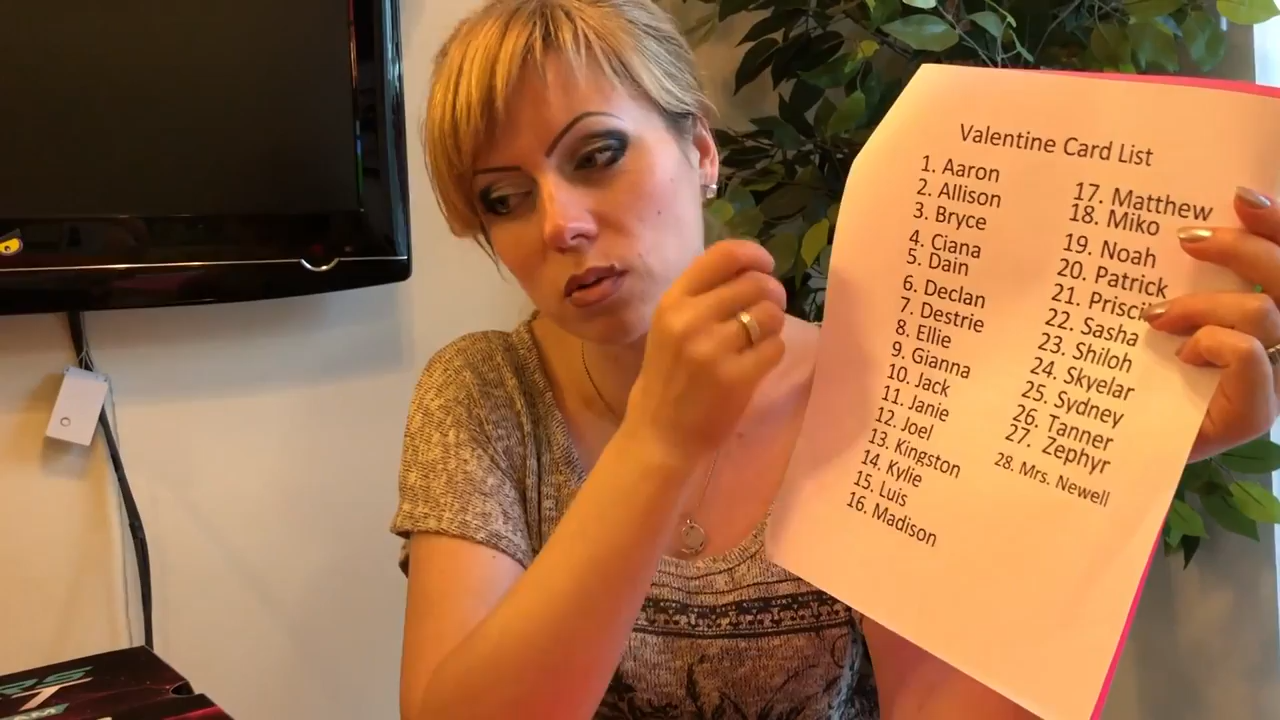 Valentine Card List
1. Aaron
2. Allison
3. Bryce
4. Ciana
5. Dain
6. Declan
7. Destrie
8. Ellie
9. Gianna
10. Jack
11. Janie
12. Joel
13. Kingston
14. Kylie
15. Luis
16. Madison
17. Matthew
18. Miko
19. Noah
20. Patrick
21. Prisci
22. Sasha
23. Shiloh
24. Skyelar
25. Sydney
26. Tanner
27. Zephyr
28. Mrs. Newell